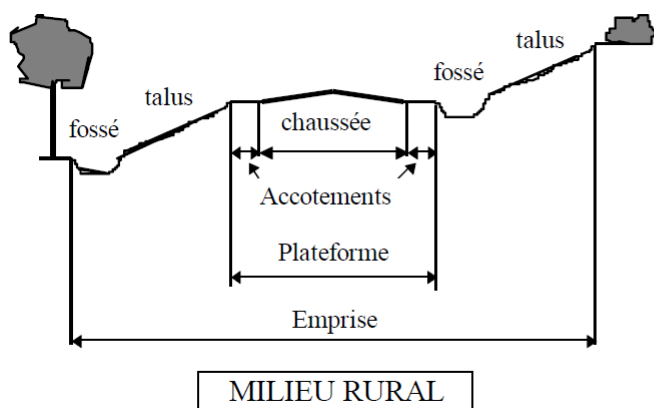 talus
fossé
talus
fossé
chaussée
Accotements
Plateforme
Emprise
MILIEU RURAL